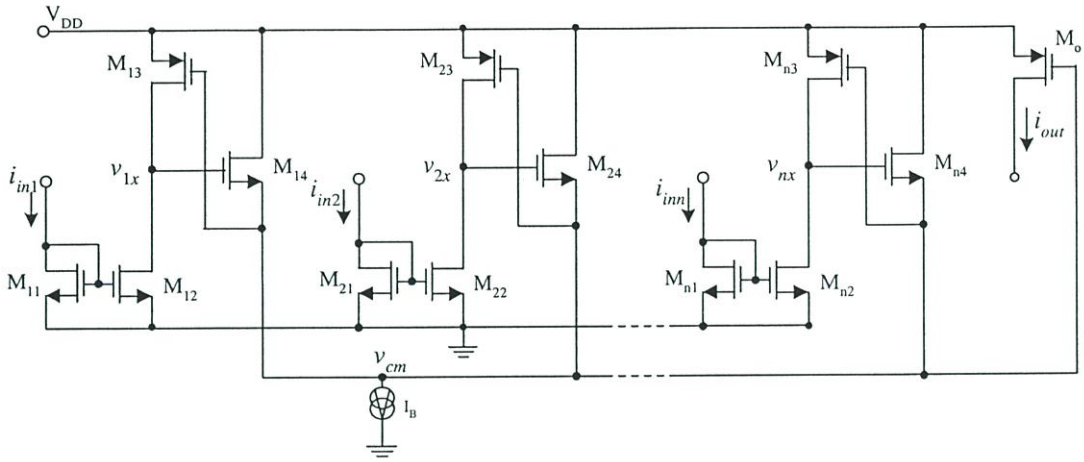 V_DD
M_13
M_23
M_n3
M_o
i_out
v_1x
M_14
v_2x
M_24
v_nx
M_n4
i_in1
i_in2
i_inn
M_11
M_12
M_21
M_22
M_n1
M_n2
v_cm
I_B